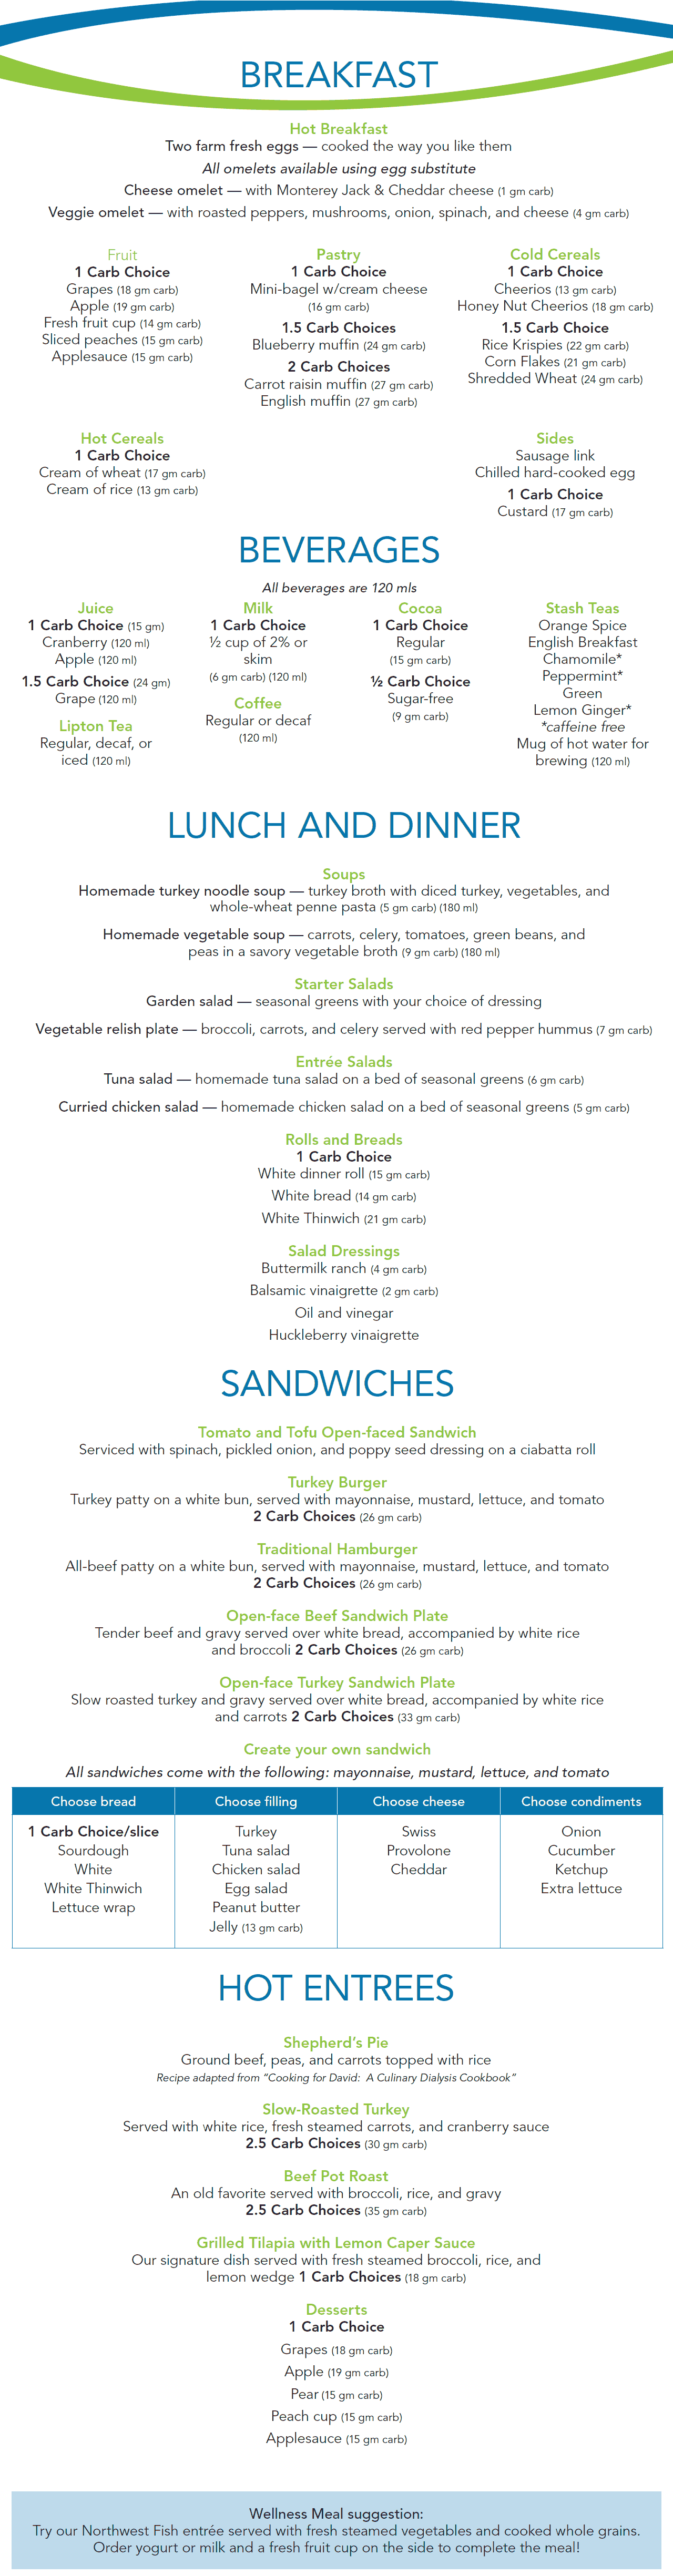 BREAKFAST
Hot Breakfast
Two farm fresh eggs — cooked the way you like them
All omelets available using egg substitute
Cheese omelet — with Monterey Jack & Cheddar cheese (1 gm carb)
Veggie omelet — with roasted peppers, mushrooms, onion, spinach, and cheese (4 gm carb)
Fruit
1 Carb Choice
Grapes (18 gm carb)
Apple (19 gm carb)
Fresh fruit cup (14 gm carb)
Sliced peaches (15 gm carb)
Applesauce (15 gm carb)
Pastry
1 Carb Choice
Mini-bagel w/cream cheese
(16 gm carb)
1.5 Carb Choices
Blueberry muffin (24 gm carb)
2 Carb Choices
Carrot raisin muffin (27 gm carb)
English muffin (27 gm carb)
Cold Cereals
1 Carb Choice
Cheerios (13 gm carb)
Honey Nut Cheerios (18 gm carb)
1.5 Carb Choice
Rice Krispies (22 gm carb)
Corn Flakes (21 gm carb)
Shredded Wheat (24 gm carb)
Hot Cereals
1 Carb Choice
Cream of wheat (17 gm carb)
Cream of rice (13 gm carb)
Sides
Sausage link
Chilled hard-cooked egg
1 Carb Choice
Custard (17 gm carb)
BEVERAGES
All beverages are 120 mls
Juice
1 Carb Choice (15 gm)
Cranberry (120 ml)
Apple (120 ml)
1.5 Carb Choice (24 gm)
Grape (120 ml)
Lipton Tea
Regular, decaf, or
iced (120 ml)
Milk
1 Carb Choice
½ cup of 2% or
skim
(6 gm carb) (120 ml)
Coffee
Regular or decaf
(120 ml)
Cocoa
1 Carb Choice
Regular
(15 gm carb)
½ Carb Choice
Sugar-free
(9 gm carb)
Stash Teas
Orange Spice
English Breakfast
Chamomile*
Peppermint*
Green
Lemon Ginger*
*caffeine free
Mug of hot water for
brewing (120 ml)
LUNCH AND DINNER
Soups
Homemade turkey noodle soup — turkey broth with diced turkey, vegetables, and
whole-wheat penne pasta (5 gm carb) (180 ml)
Homemade vegetable soup — carrots, celery, tomatoes, green beans, and
peas in a savory vegetable broth (9 gm carb) (180 ml)
Starter Salads
Garden salad — seasonal greens with your choice of dressing
Vegetable relish plate — broccoli, carrots, and celery served with red pepper hummus (7 gm carb)
Entrée Salads
Tuna salad — homemade tuna salad on a bed of seasonal greens (6 gm carb)
Curried chicken salad — homemade chicken salad on a bed of seasonal greens (5 gm carb)
Rolls and Breads
1 Carb Choice
White dinner roll (15 gm carb)
White bread (14 gm carb)
White Thinwich (21 gm carb)
Salad Dressings
Buttermilk ranch (4 gm carb)
Balsamic vinaigrette (2 gm carb)
Oil and vinegar
Huckleberry vinaigrette
SANDWICHES
Tomato and Tofu Open-faced Sandwich
Serviced with spinach, pickled onion, and poppy seed dressing on a ciabatta roll
Turkey Burger
Turkey patty on a white bun, served with mayonnaise, mustard, lettuce, and tomato
2 Carb Choices (26 gm carb)
Traditional Hamburger
All-beef patty on a white bun, served with mayonnaise, mustard, lettuce, and tomato
2 Carb Choices (26 gm carb)
Open-face Beef Sandwich Plate
Tender beef and gravy served over white bread, accompanied by white rice
and broccoli 2 Carb Choices (26 gm carb)
Open-face Turkey Sandwich Plate
Slow roasted turkey and gravy served over white bread, accompanied by white rice
and carrots 2 Carb Choices (33 gm carb)
Create your own sandwich
All sandwiches come with the following: mayonnaise, mustard, lettuce, and tomato
Choose bread
1 Carb Choice/slice
Sourdough
White
White Thinwich
Lettuce wrap
Choose filling
Turkey
Tuna salad
Chicken salad
Egg salad
Peanut butter
Jelly (13 gm carb)
Choose cheese
Swiss
Provolone
Cheddar
Choose condiments
Onion
Cucumber
Ketchup
Extra lettuce
HOT ENTREES
Shepherd's Pie
Ground beef, peas, and carrots topped with rice
Recipe adapted from "Cooking for David: A Culinary Dialysis Cookbook"
Slow-Roasted Turkey
Served with white rice, fresh steamed carrots, and cranberry sauce
2.5 Carb Choices (30 gm carb)
Beef Pot Roast
An old favorite served with broccoli, rice, and gravy
2.5 Carb Choices (35 gm carb)
Grilled Tilapia with Lemon Caper Sauce
Our signature dish served with fresh steamed broccoli, rice, and
lemon wedge 1 Carb Choices (18 gm carb)
Desserts
1 Carb Choice
Grapes (18 gm carb)
Apple (19 gm carb)
Pear (15 gm carb)
Peach cup (15 gm carb)
Applesauce (15 gm carb)
Wellness Meal suggestion:
Try our Northwest Fish entrée served with fresh steamed vegetables and cooked whole grains.
Order yogurt or milk and a fresh fruit cup on the side to complete the meal!